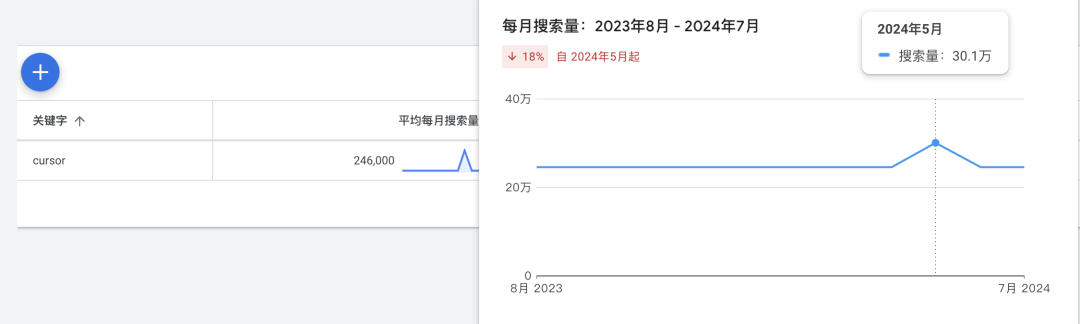 关键字
平均每月搜索量
cursor
246,000
每月搜索量：2023年8月 - 2024年7月
18% 自 2024年5月起
2024年5月
搜索量：30.1万
40万
20万
0
8月 2023
7月 2024